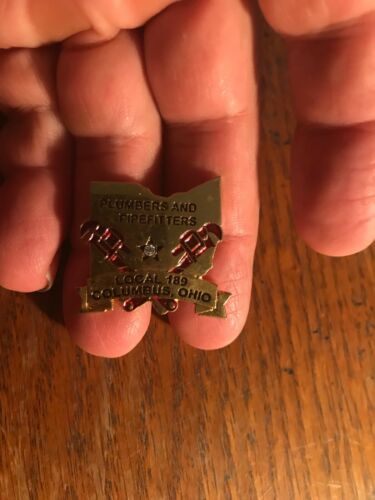 PLUMBERS AND
PIPEFITTERS
LOCAL 189
COLUMBUS, OHIO